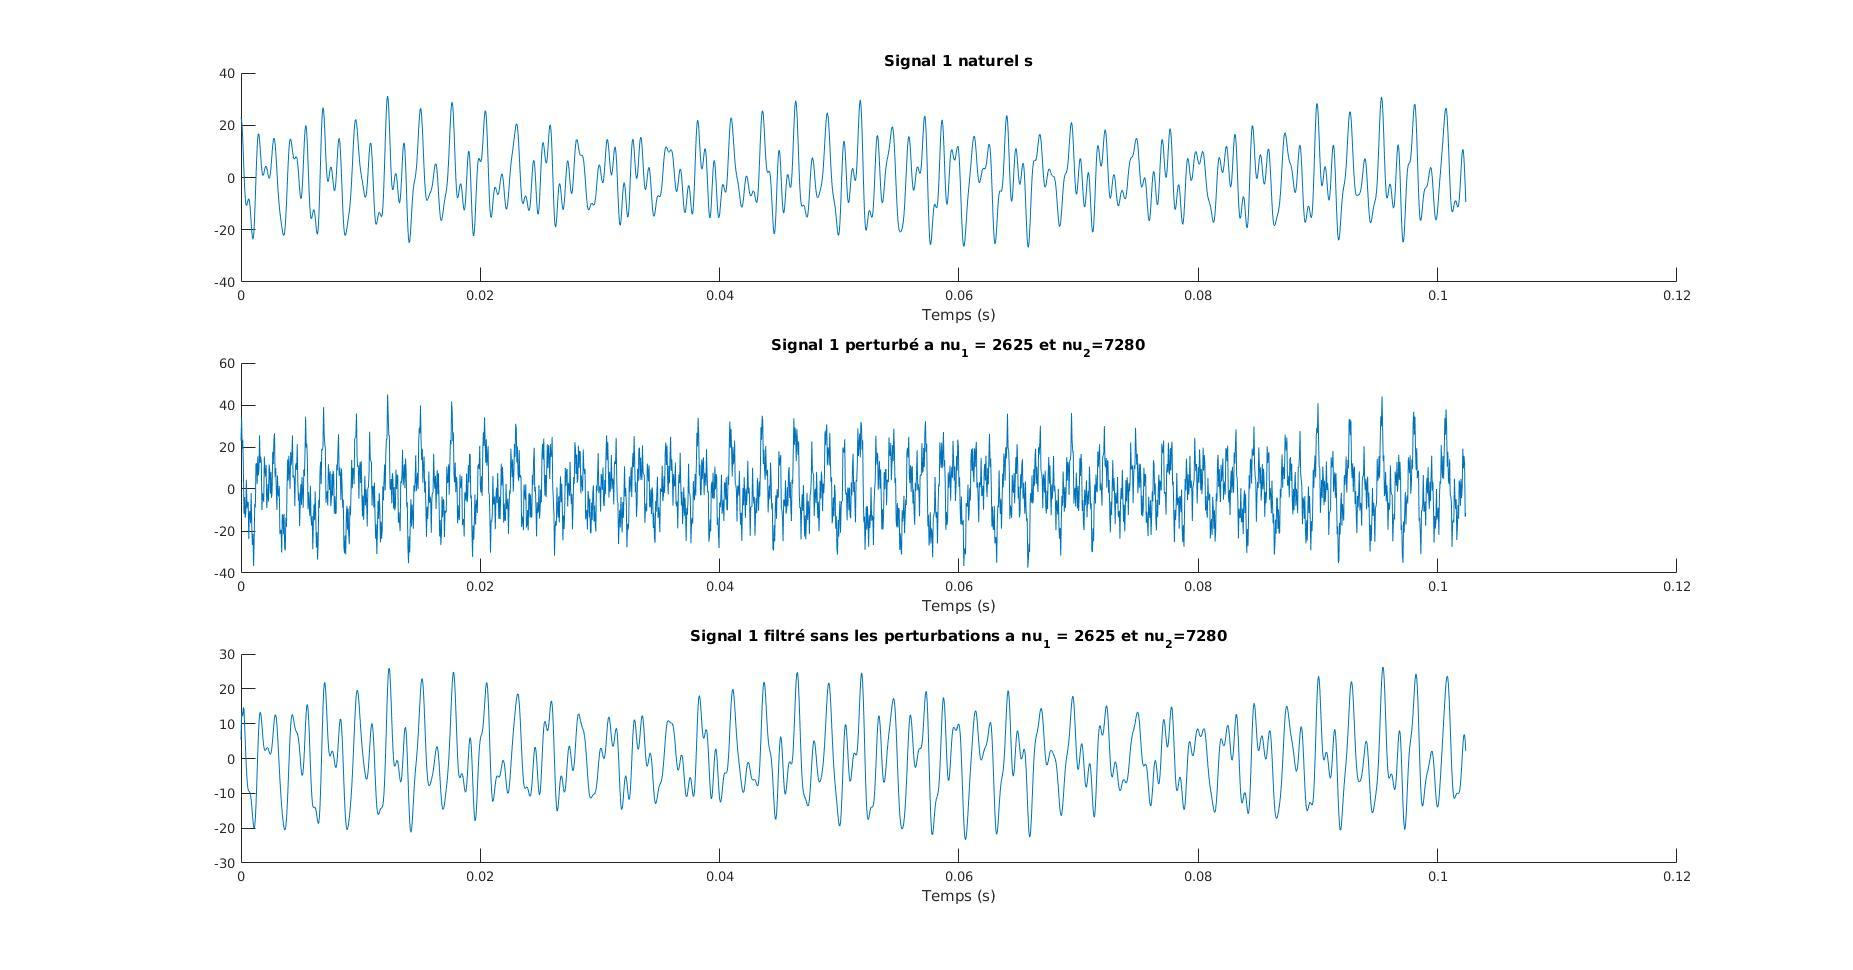 Signal 1 naturel s
40
20
0
-20
-40
0 0.02 0.04 0.06 0.08 0.1 0.12
Temps (s)
Signal 1 perturbé a nu1 = 2625 et nu2=7280
60
40
20
0
-20
-40
0 0.02 0.04 0.06 0.08 0.1 0.12
Temps (s)
Signal 1 filtré sans les perturbations a nu1 = 2625 et nu2=7280
30
20
10
0
-10
-20
-30
0 0.02 0.04 0.06 0.08 0.1 0.12
Temps (s)